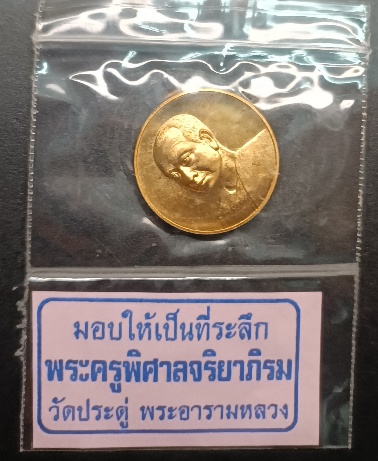 มอบให้เป็นที่ระลึก
พระครูพิศาลจริยาภิรม
วัดประดู่ พระอารามหลวง